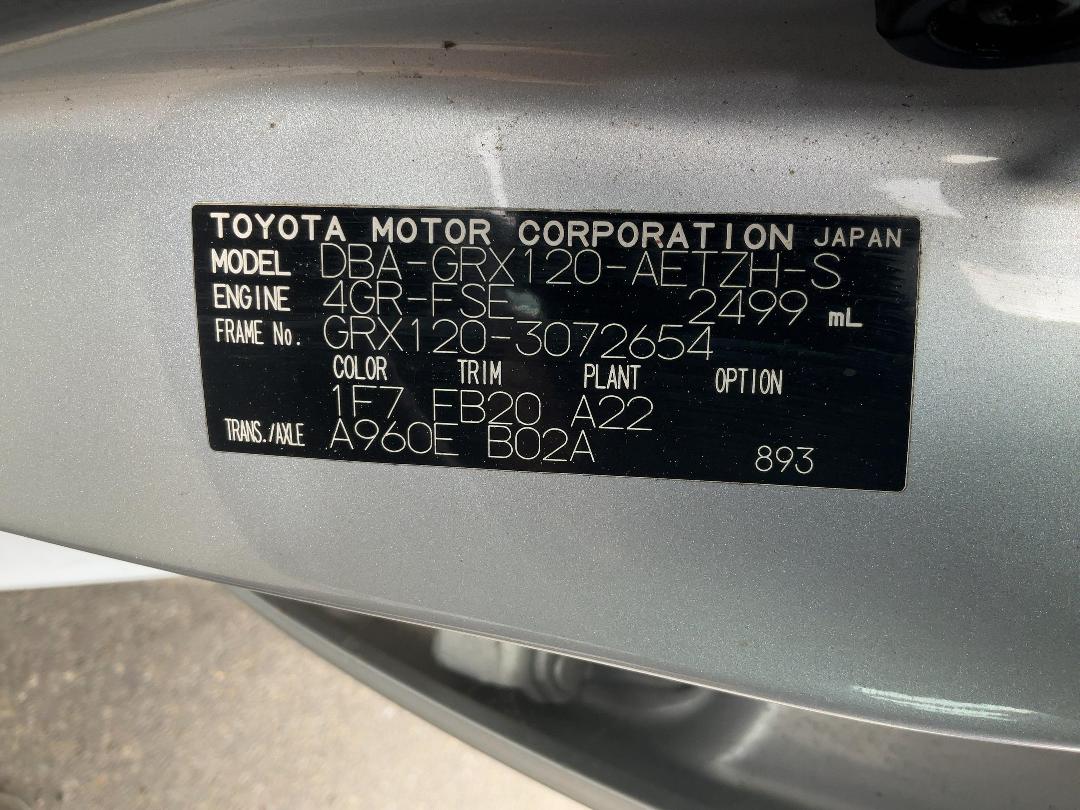 TOYOTA MOTOR CORPORATION JAPAN
MODEL DBA-GRX120-AETZH-S
ENGINE 4GR-FSE 2499 mL
FRAME No. GRX120-3072654
COLOR TRIM PLANT OPTION
1F7 FB20 A22
TRANS./AXLE A960E B02A 893